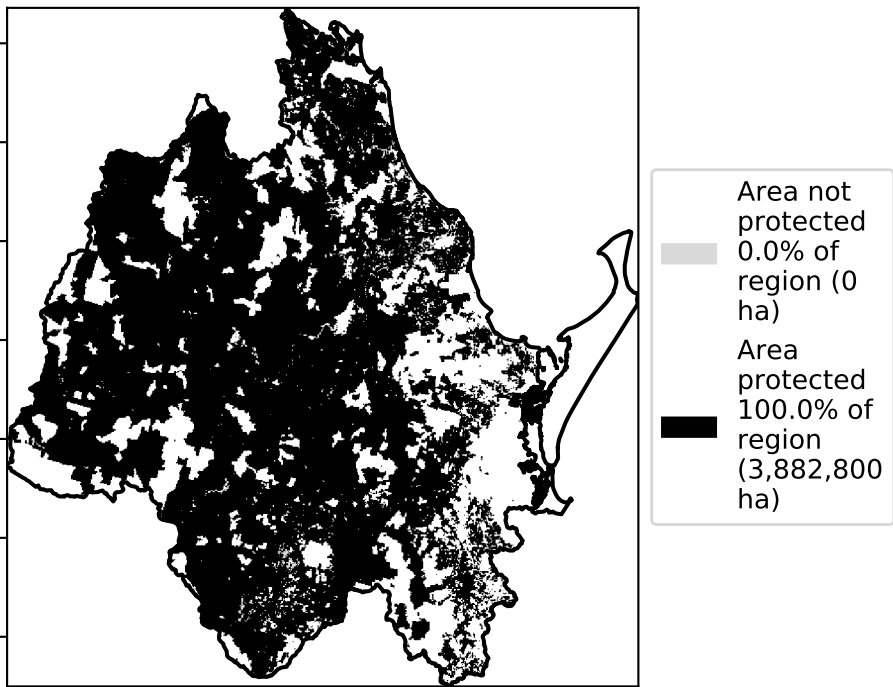 Area not
protected
0.0% of
region (0
ha)
Area
protected
100.0% of
region
(3,882,800
ha)